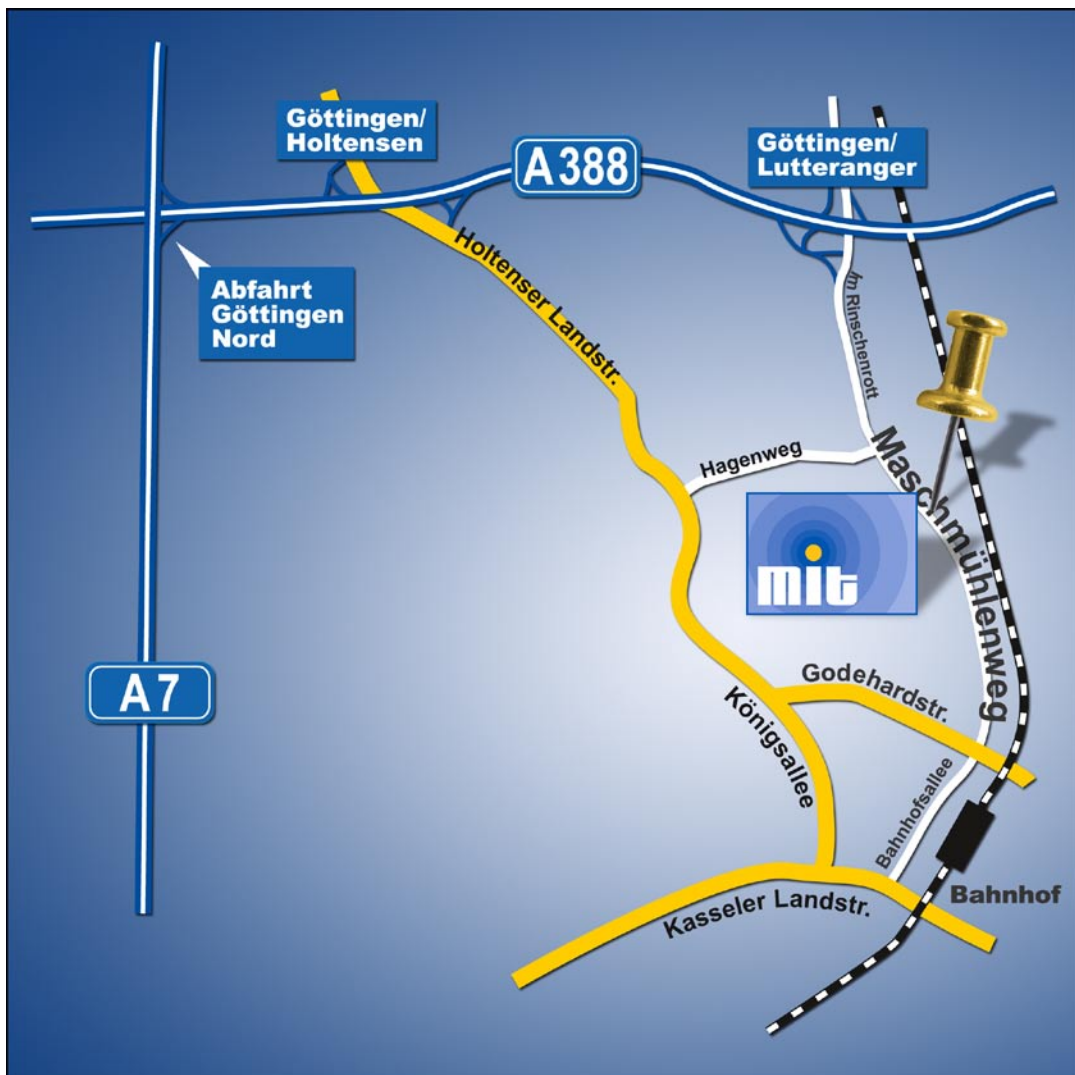 Göttingen/
Holtensen
A388
Göttingen/
Lutteranger
Abfahrt
Göttingen
Nord
Holtenser Landstr.
Im Rinschenrott
Hagenweg
Maschmühlenweg
mit
A7
Godehardstr.
Königsallee
Bahnhofsallee
Kasseler Landstr.
Bahnhof